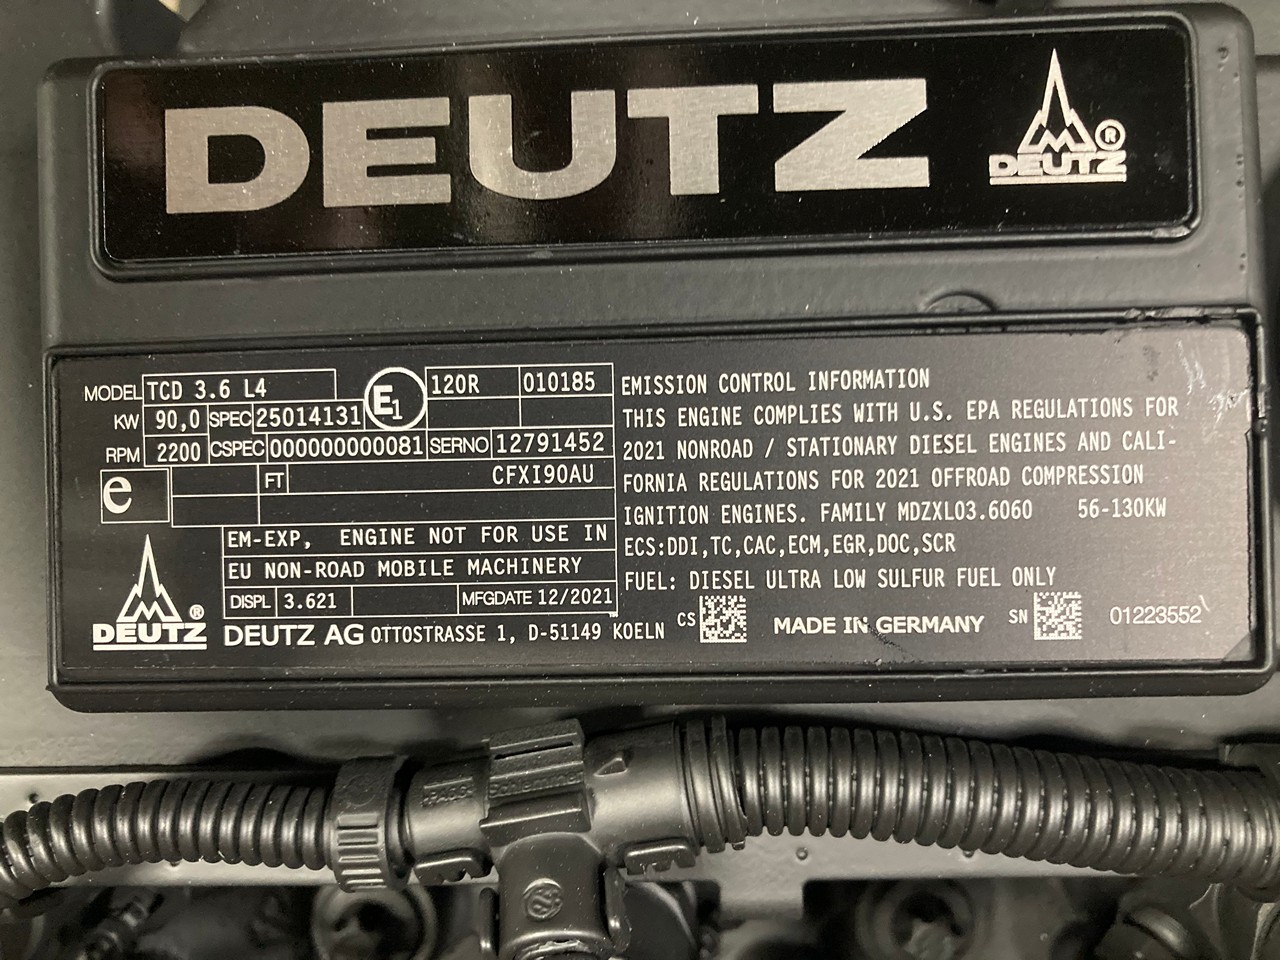 DEUTZ
DEUTZ ®
MODEL TCD 3.6 L4 E1 120R 010185
KW 90,0 SPEC 25014131
RPM 2200 CSPEC 000000000081 SERNO 12791452
e FT CFXI90AU
EM-EXP, ENGINE NOT FOR USE IN
EU NON-ROAD MOBILE MACHINERY
DISPL 3.621 MFGDATE 12/2021
DEUTZ ®
DEUTZ AG OTTOSTRASSE 1, D-51149 KOELN
EMISSION CONTROL INFORMATION
THIS ENGINE COMPLIES WITH U.S. EPA REGULATIONS FOR
2021 NONROAD / STATIONARY DIESEL ENGINES AND CALI-
FORNIA REGULATIONS FOR 2021 OFFROAD COMPRESSION
IGNITION ENGINES. FAMILY MDZXL03.6060 56-130KW
ECS:DDI,TC,CAC,ECM,EGR,DOC,SCR
FUEL: DIESEL ULTRA LOW SULFUR FUEL ONLY
CS MADE IN GERMANY SN 01223552
Schlemmer